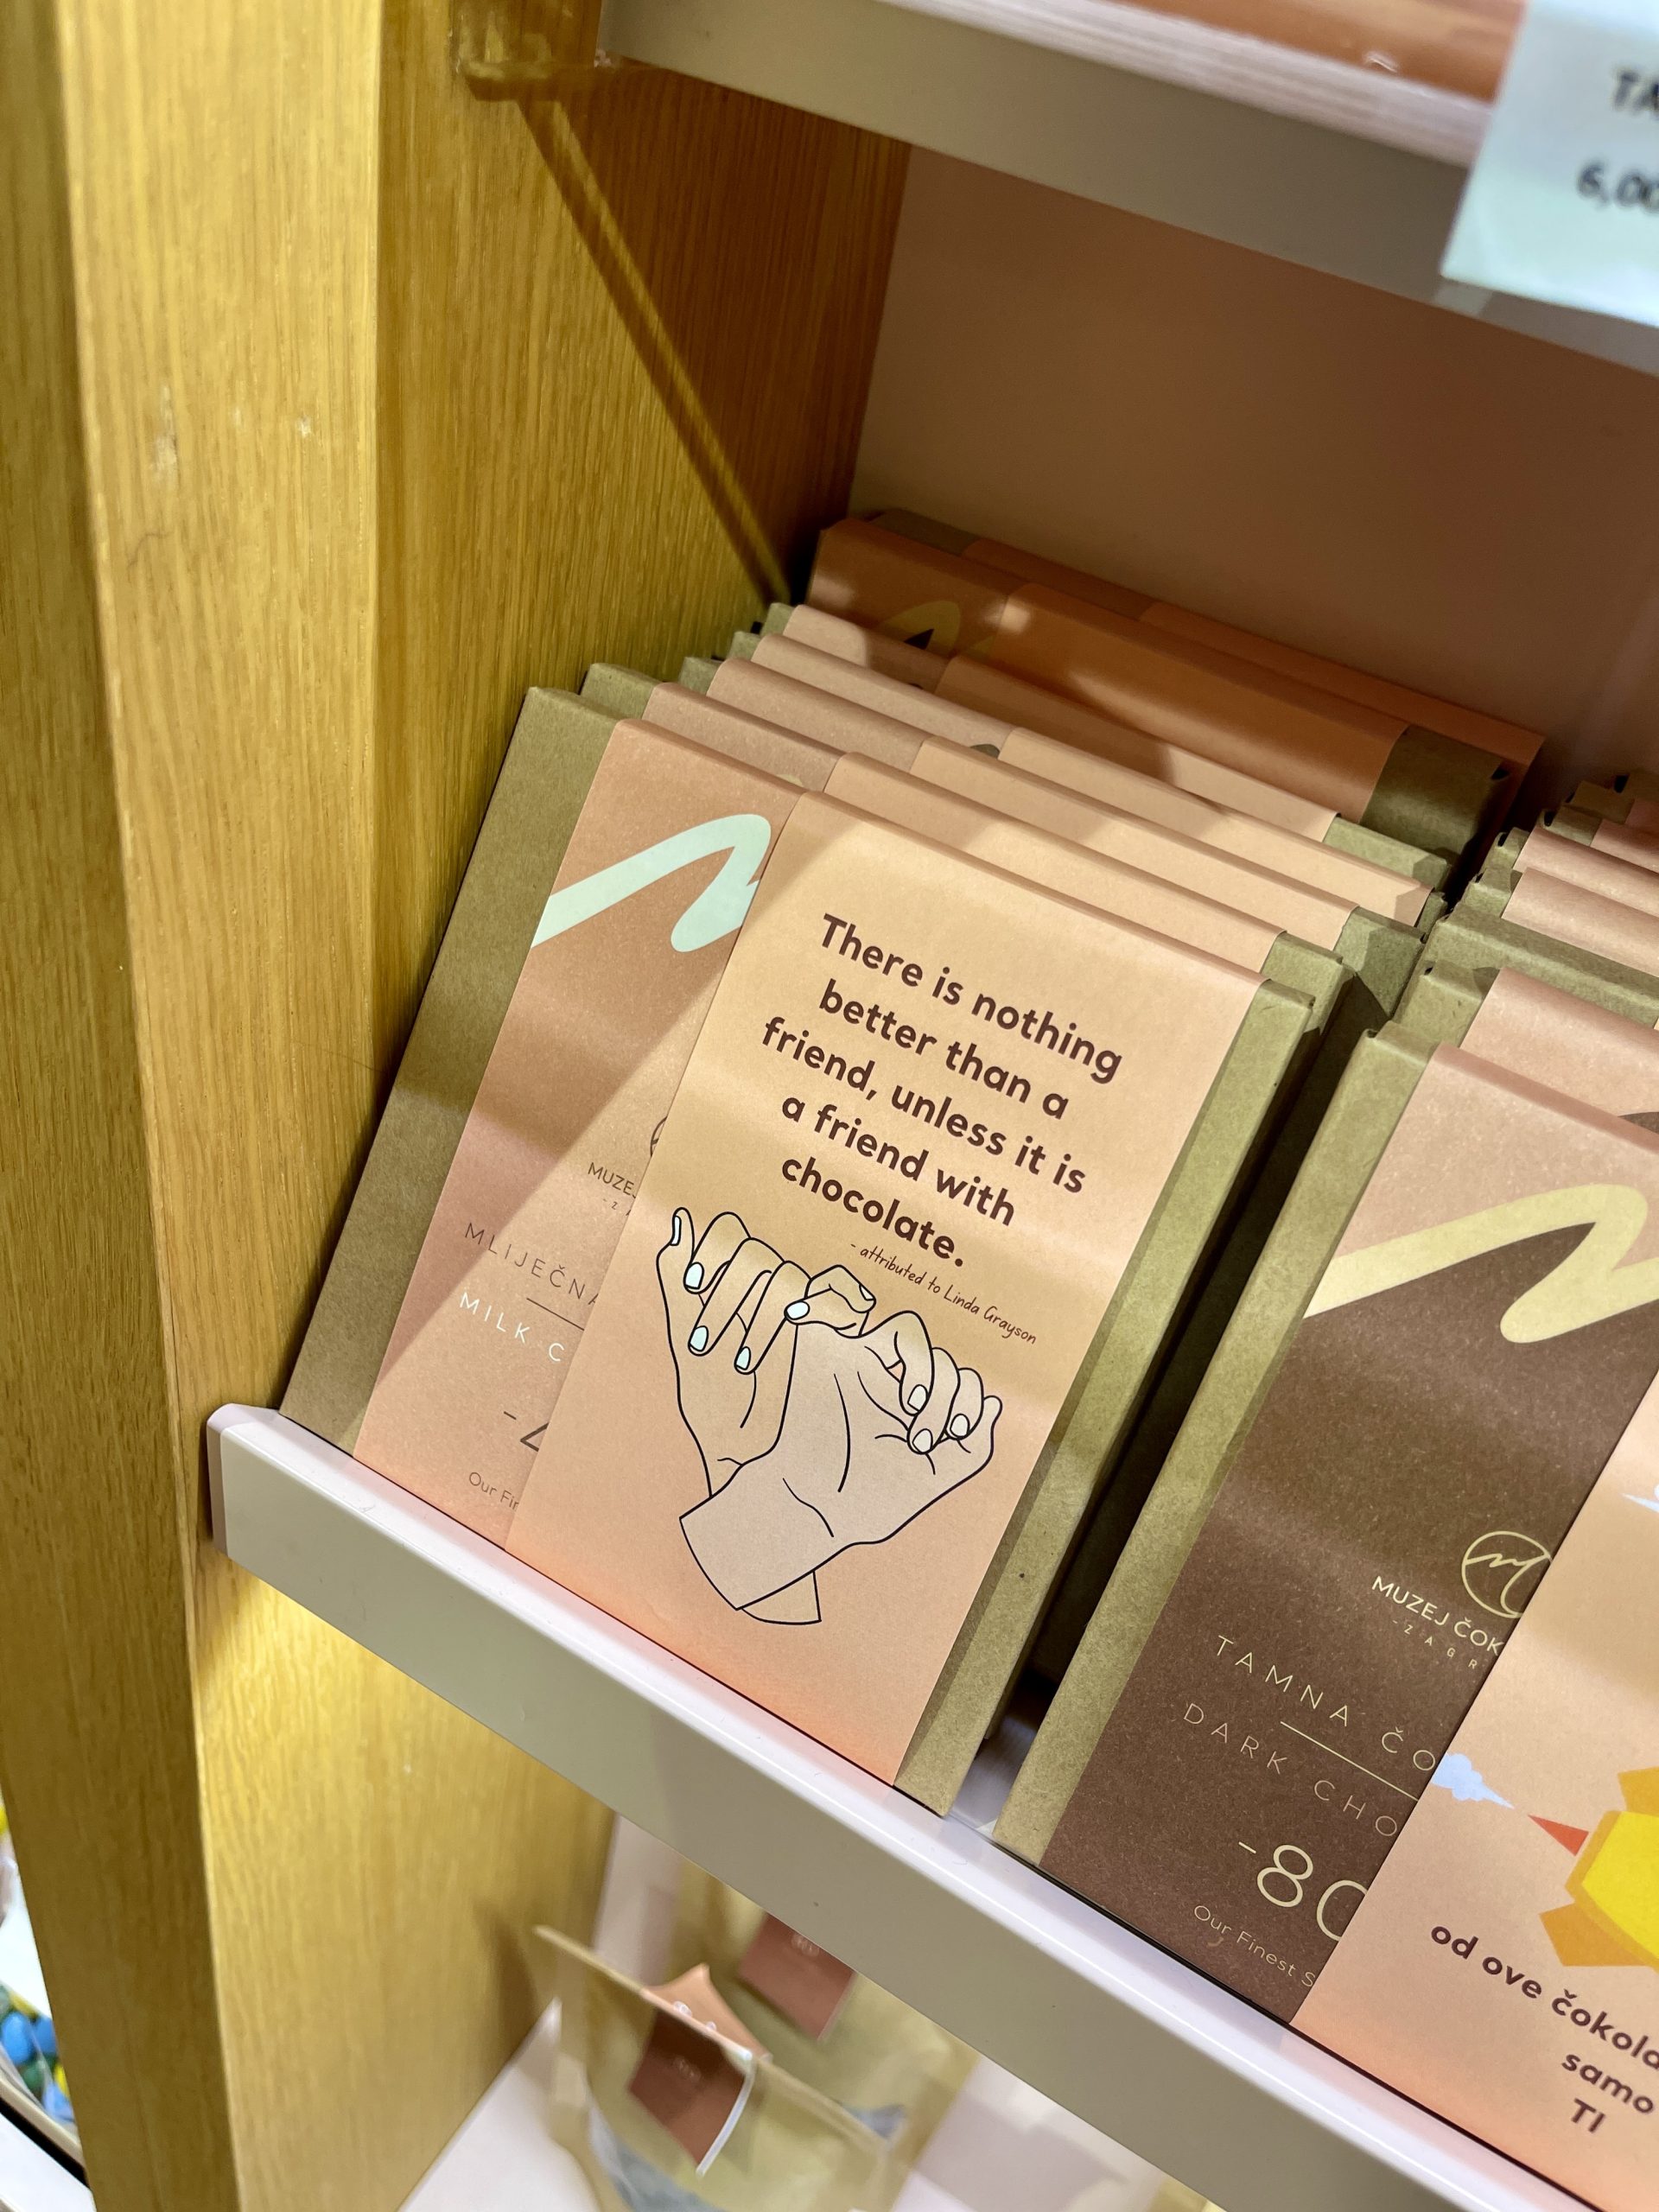 6,00
There is nothing
better than a
friend, unless it is
a friend with
chocolate.
- attributed to Linda Grayson
MLIJEČNA
MILK C
Our Fin
MUZEJ ČOK
ZAGR
TAMNA ČO
DARK CHO
-80
Our Finest S
od ove čokola
samo
TI